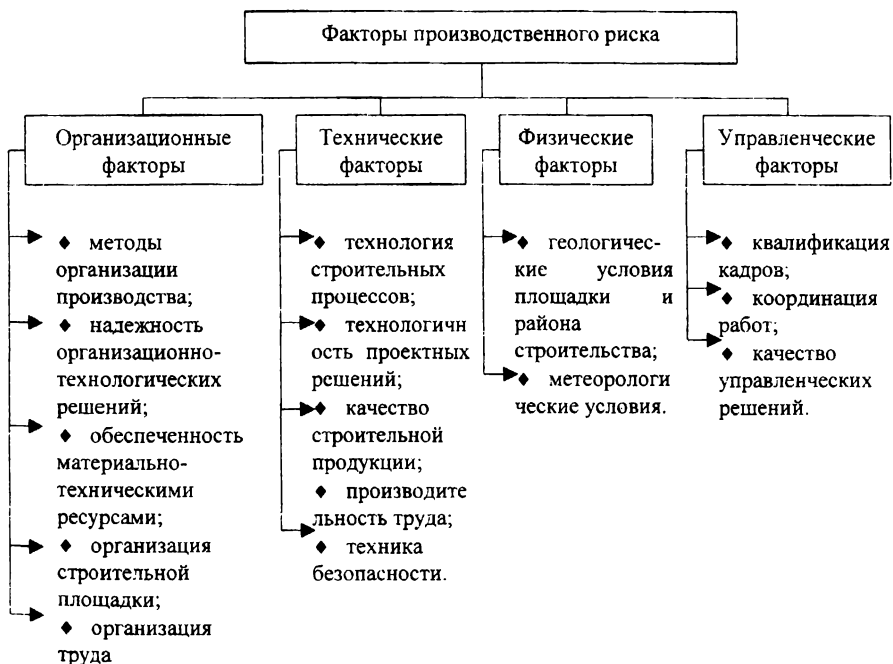 Факторы производственного риска
Организационные
факторы
Технические
факторы
Физические
факторы
Управленческие
факторы
♦ методы
организации
производства;
♦ надежность
организационно-
технологических
решений;
♦ обеспеченность
материально-
техническими
ресурсами;
♦ организация
строительной
площадки;
♦ организация
труда
♦ технология
строительных
процессов;
♦ технологичн
ость проектных
решений;
♦ качество
строительной
продукции;
♦ производите
льность труда;
♦ техника
безопасности.
♦ геологичес-
кие условия
площадки и
района
строительства;
♦ метеорологи
ческие условия.
♦ квалификация
кадров;
♦ координация
работ;
♦ качество
управленческих
решений.